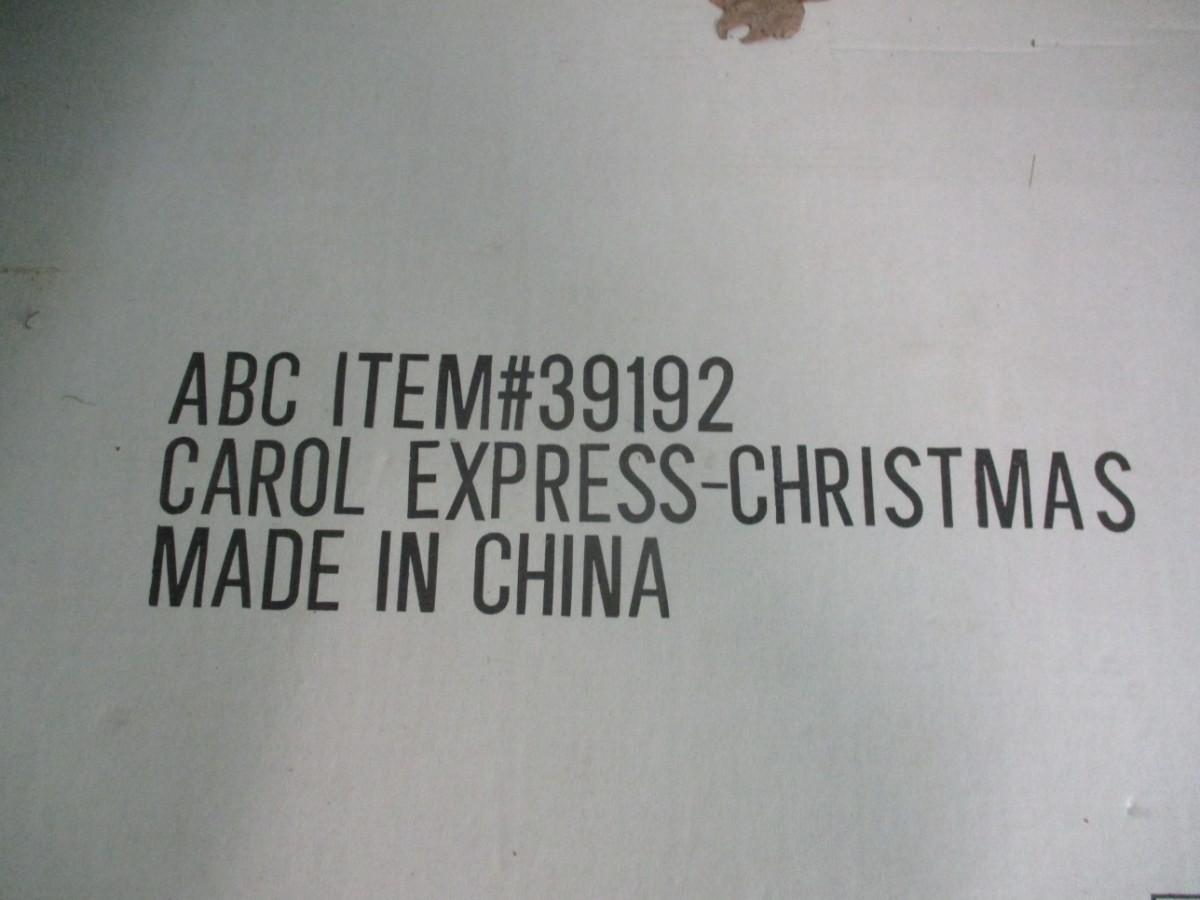 ABC ITEM#39192
CAROL EXPRESS-CHRISTMAS
MADE IN CHINA